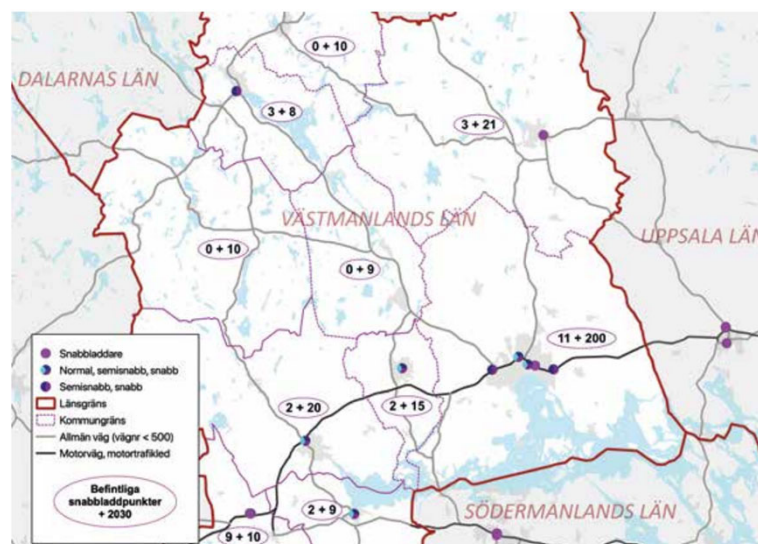 0 + 10
DALARNAS LÄN
3 + 8
3 + 21
VÄSTMANLANDS LÄN
UPPSALA LÄN
0 + 10
0 + 9
11 + 200
2 + 20
2 + 15
Snabbladdare
Normal, semisnabb, snabb
Semisnabb, snabb
Länsgräns
Kommungräns
Allmän väg (vägnr < 500)
Motorväg, motortrafikled
Befintliga
snabbladdpunkter
+ 2030
2 + 9
SÖDERMANLANDS LÄN
9 + 10